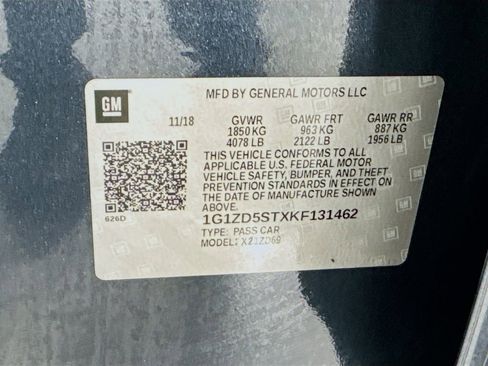 GM
MFD BY GENERAL MOTORS LLC
11/18 GVWR GAWR FRT GAWR RR
1850 KG 963 KG 887 KG
4078 LB 2122 LB 1956 LB
THIS VEHICLE CONFORMS TO ALL
APPLICABLE U.S. FEDERAL MOTOR
VEHICLE SAFETY, BUMPER, AND THEFT
PREVENTION STANDARDS IN EFFECT ON
THE DATE OF MANUFACTURE SHOWN
ABOVE.
626D
1G1ZD5STXKF131462
TYPE: PASS CAR
MODEL: X21ZD69